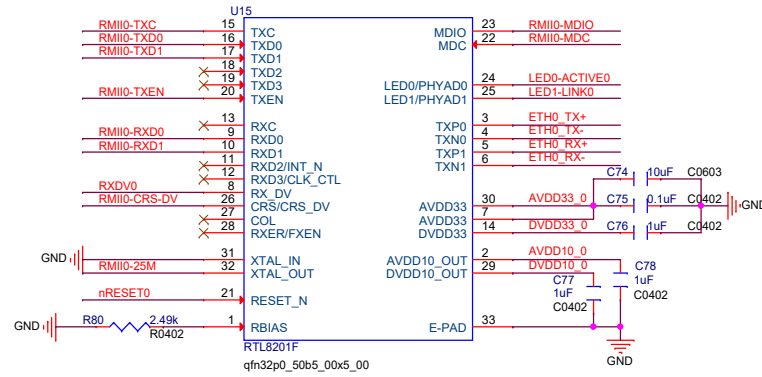 U15
RMII0-TXC 15 TXC MDIO 23 RMII0-MDIO
RMII0-TXD0 16 TXD0 MDC 22 RMII0-MDC
RMII0-TXD1 17 TXD1
18 TXD2
19 TXD3 LED0/PHYAD0 24 LED0-ACTIVE0
RMII0-TXEN 20 TXEN LED1/PHYAD1 25 LED1-LINK0
13 RXC TXP0 3 ETH0_TX+
RMII0-RXD0 9 RXD0 TXN0 4 ETH0_TX-
RMII0-RXD1 10 RXD1 TXP1 5 ETH0_RX+
11 RXD2/INT_N TXN1 6 ETH0_RX-
12 RXD3/CLK_CTL C74 10uF C0603
RXDV0 8 RX_DV
RMII0-CRS-DV 26 CRS/CRS_DV AVDD33 30 AVDD33_0 C75 0.1uF C0402
27 COL AVDD33 7 GND
28 RXER/FXEN DVDD33 14 DVDD33_0 C76 1uF C0402
GND 31 XTAL_IN AVDD10_OUT 2 AVDD10_0
RMII0-25M 32 XTAL_OUT DVDD10_OUT 29 DVDD10_0 C78
C77 1uF
nRESET0 21 RESET_N 1uF C0402
C0402
GND R80 2.49k 1 RBIAS E-PAD 33
R0402
RTL8201F GND
qfn32p0_50b5_00x5_00